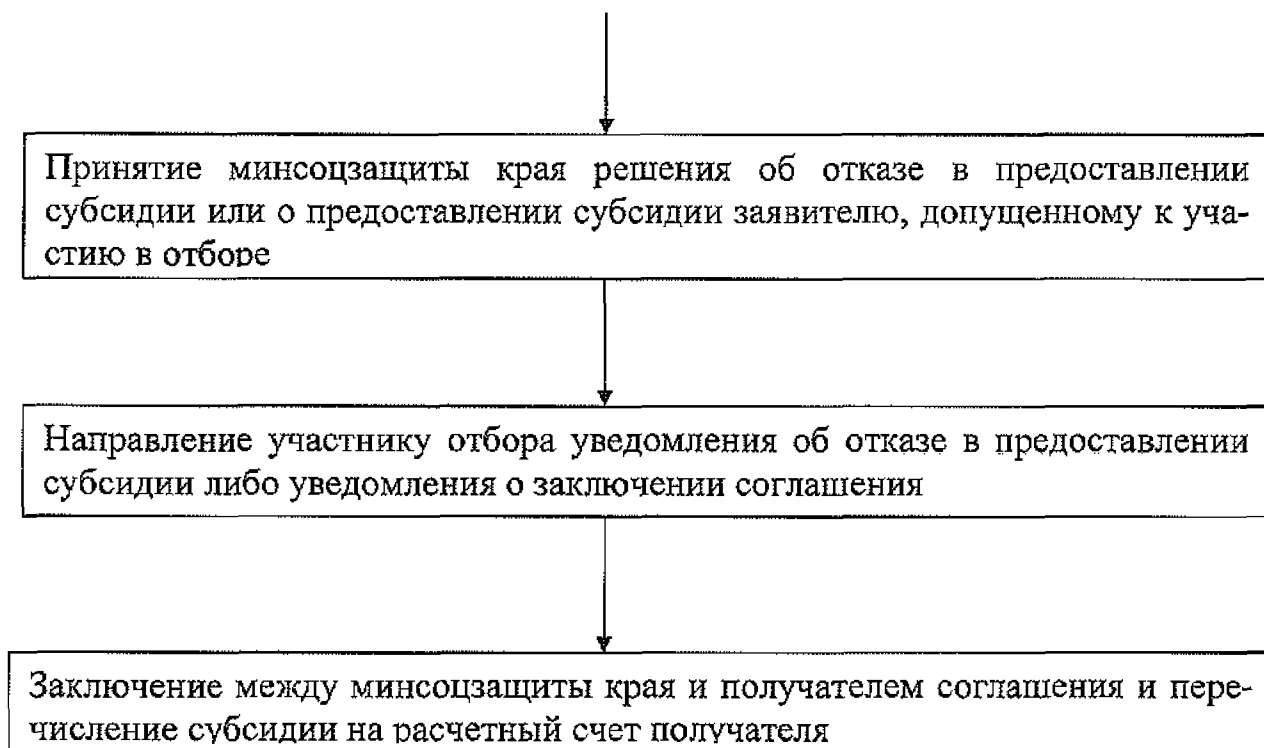 Принятие минсоцзащиты края решения об отказе в предоставлении
субсидии или о предоставлении субсидии заявителю, допущенному к уча-
стию в отборе
Направление участнику отбора уведомления об отказе в предоставлении
субсидии либо уведомления о заключении соглашения
Заключение между минсоцзащиты края и получателем соглашения и пере-
числение субсидии на расчетный счет получателя